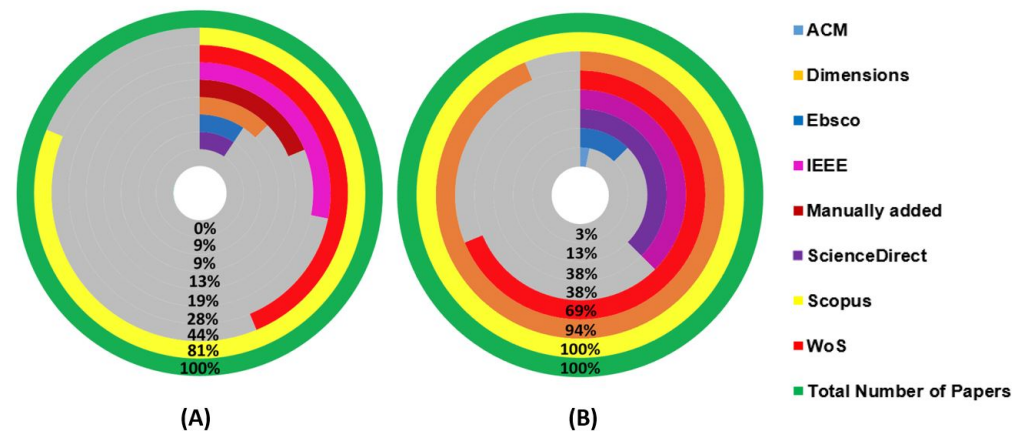 0%
9%
9%
13%
19%
28%
44%
81%
100%
(A)
3%
13%
38%
38%
69%
94%
100%
100%
(B)
ACM
Dimensions
Ebsco
IEEE
Manually added
ScienceDirect
Scopus
WoS
Total Number of Papers